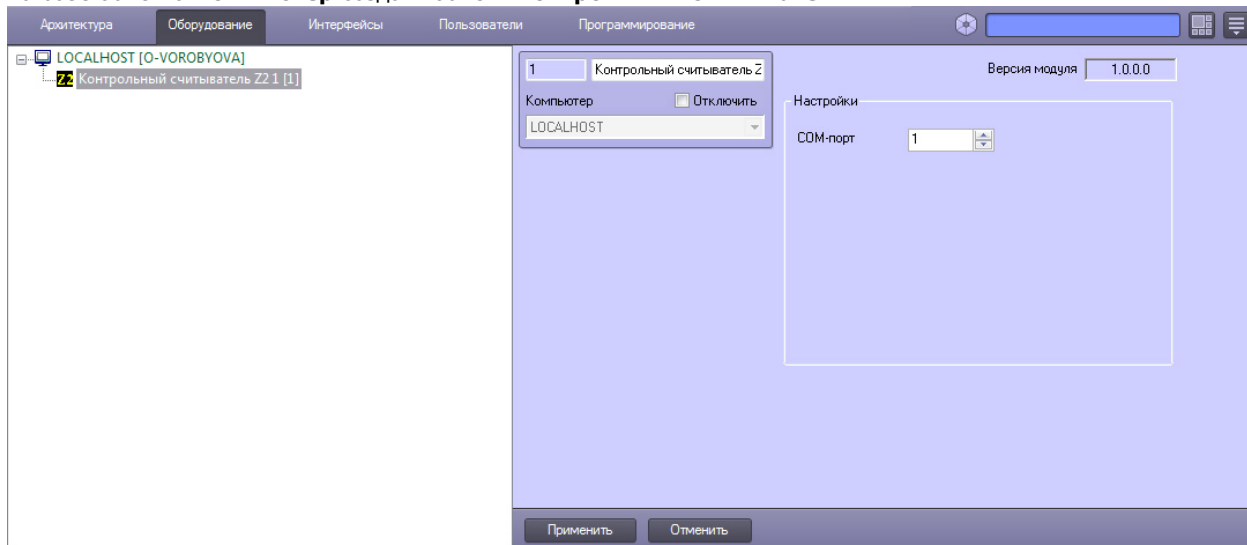 Архитектура Оборудование Интерфейсы Пользователи Программирование
LOCALHOST [O-VOROBYOVA]
Z2 Контрольный считыватель Z2 1 [1]
1 Контрольный считыватель Z
Версия модуля 1.0.0.0
Компьютер Отключить
LOCALHOST
Настройки
COM-порт 1
Применить Отменить